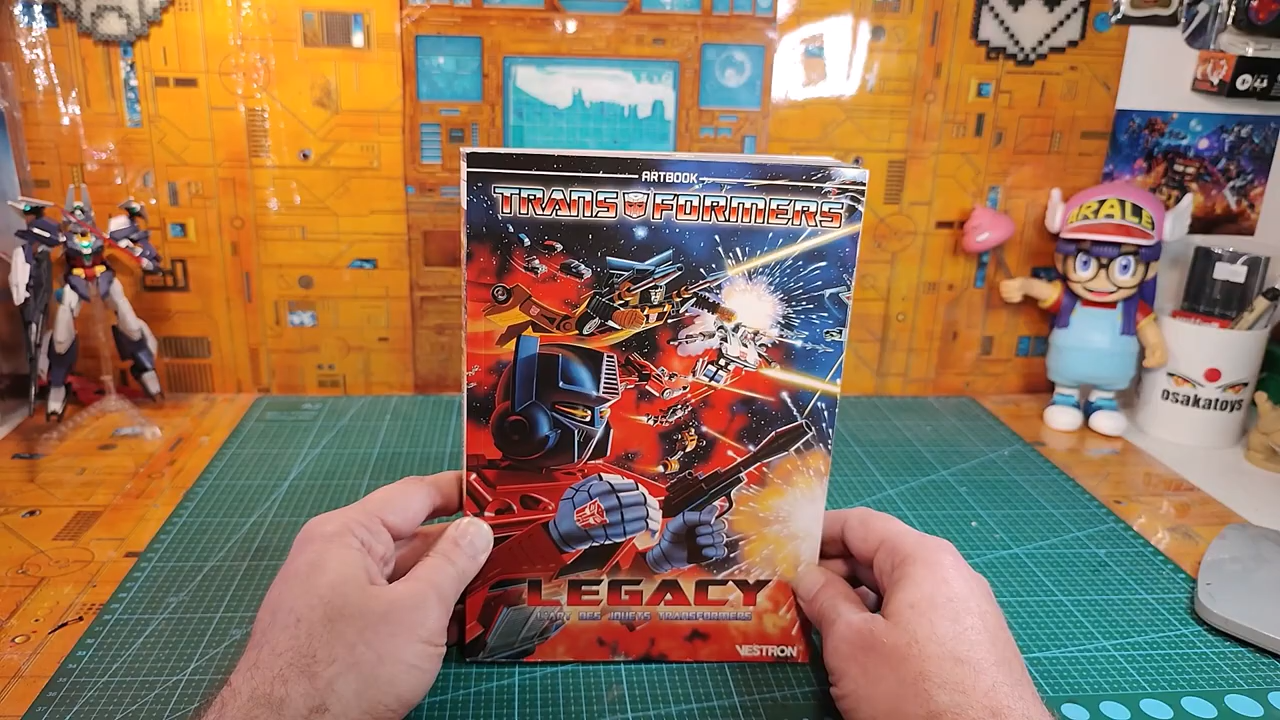 ARTBOOK
TRANSFORMERS
LEGACY
L'ART DES JOUETS TRANSFORMERS
VESTRON
ARALE
osakatoys